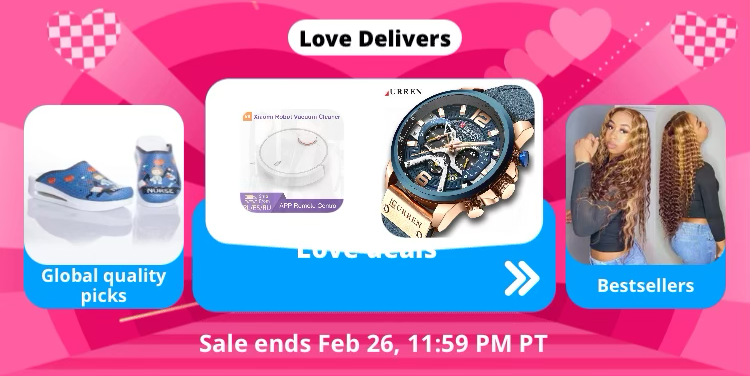 Love Delivers
Xiaomi Robot Vacuum Cleaner
APP Remote Control
CURREN
CURREN
NURSE
Love deals
Global quality
picks
Bestsellers
Sale ends Feb 26, 11:59 PM PT